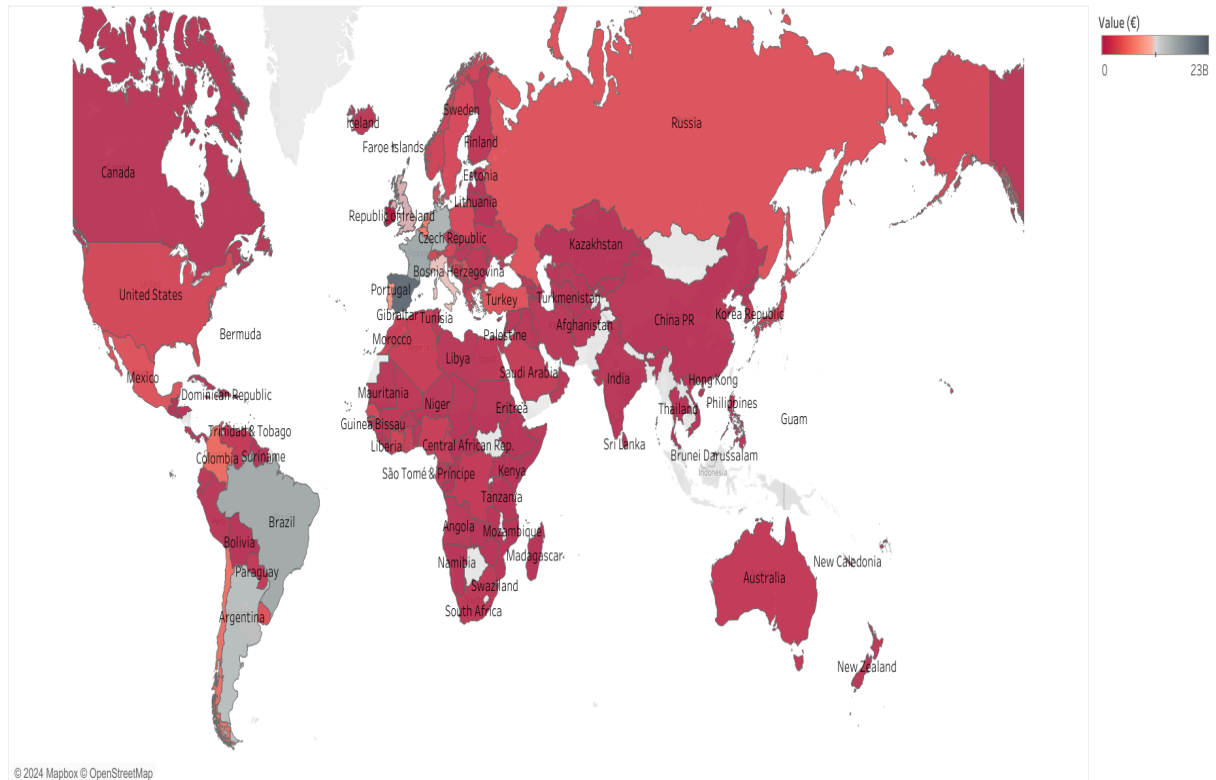 Value (€)
0 23B
Iceland
Sweden
Russia
Faroe Islands
Finland
Canada
Estonia
Lithuania
Republic of Ireland
Czech Republic
Kazakhstan
Bosnia Herzegovina
United States
Portugal
Turkey
Turkmenistan
Gibraltar
Tunisia
China PR
Korea Republic
Bermuda
Morocco
Palestine
Afghanistan
Libya
Mexico
Saudi Arabia
India
Hong Kong
Dominican Republic
Mauritania
Niger
Eritrea
Thailand
Philippines
Guam
Guinea Bissau
Trinidad & Tobago
Liberia
Central African Rep.
Sri Lanka
Colombia
Suriname
Brunei Darussalam
Indonesia
São Tomé & Príncipe
Kenya
Tanzania
Brazil
Angola
Mozambique
Bolivia
Madagascar
New Caledonia
Namibia
Paraguay
Australia
Swaziland
South Africa
Argentina
New Zealand
© 2024 Mapbox © OpenStreetMap